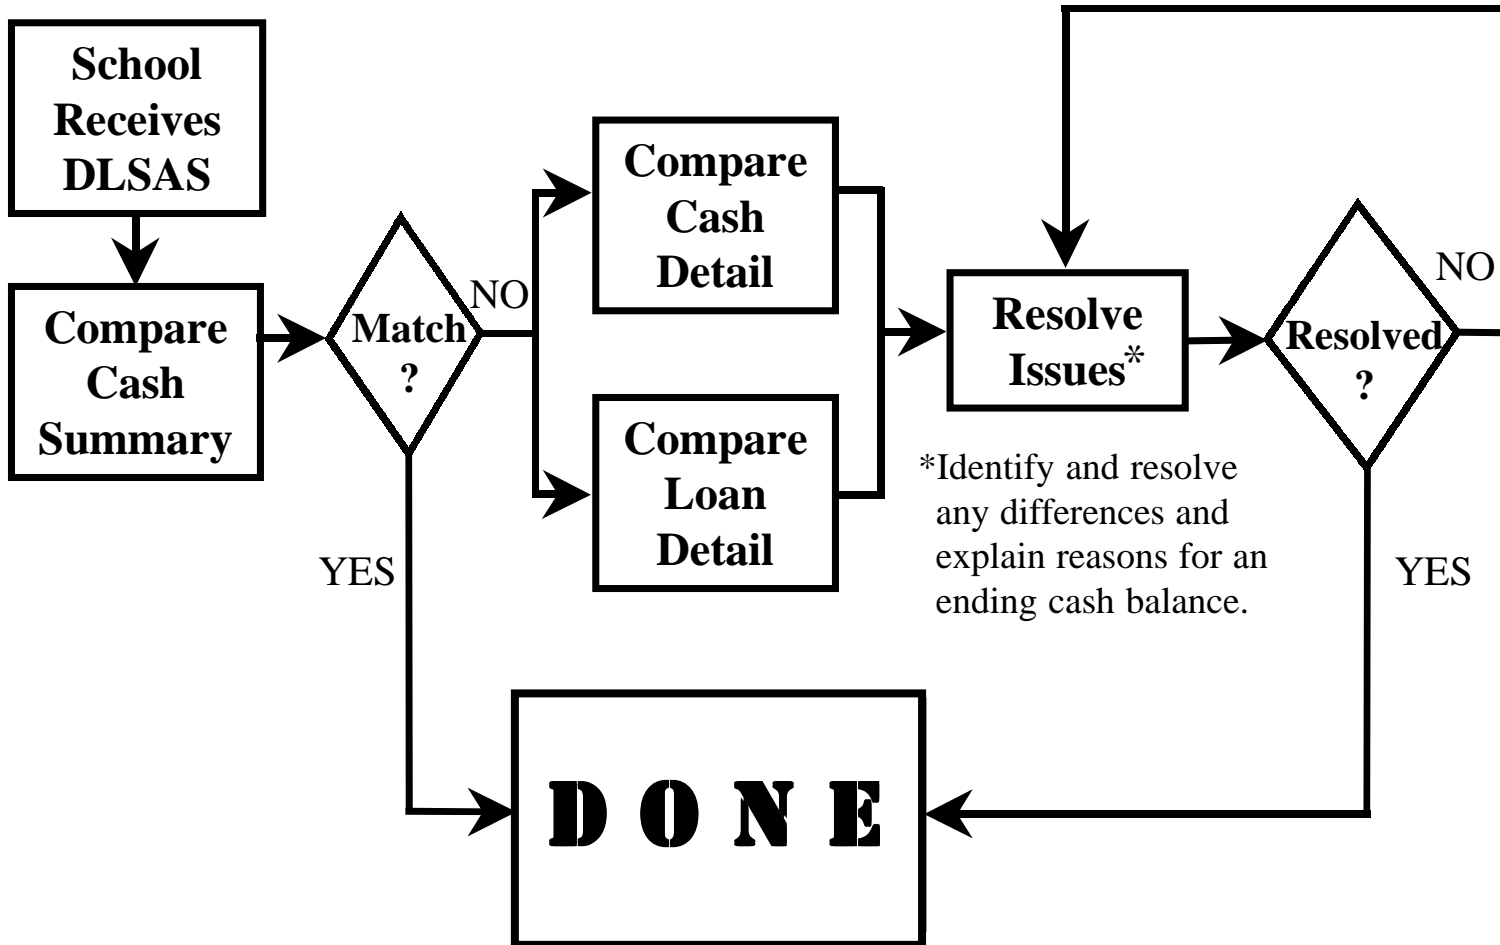 School
Receives
DLSAS
Compare
Cash
Summary
Match
?
NO
YES
Compare
Cash
Detail
Compare
Loan
Detail
Resolve
Issues*
*Identify and resolve
any differences and
explain reasons for an
ending cash balance.
Resolved
?
NO
YES
DONE